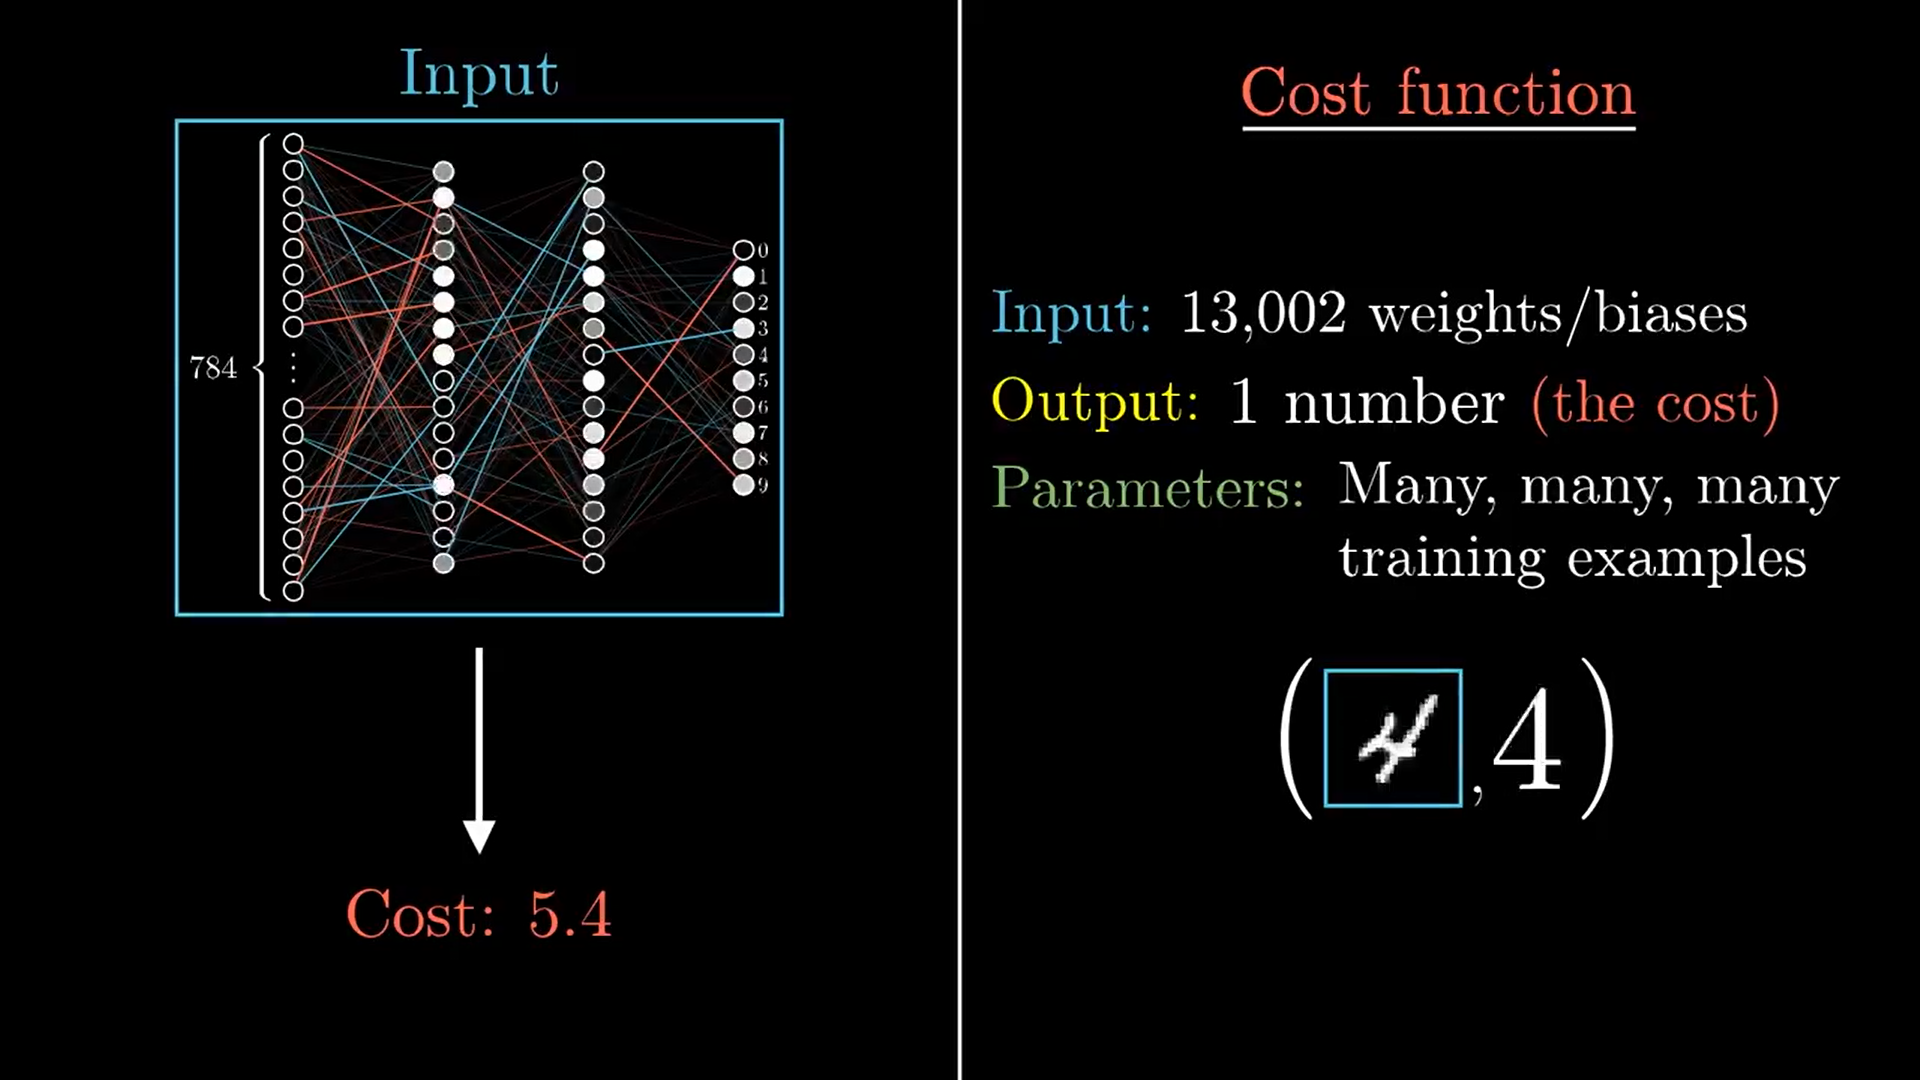 Input
784
0
1
2
3
4
5
6
7
8
9
Cost: 5.4
Cost function
Input: 13,002 weights/biases
Output: 1 number (the cost)
Parameters: Many, many, many
training examples
(4, 4)